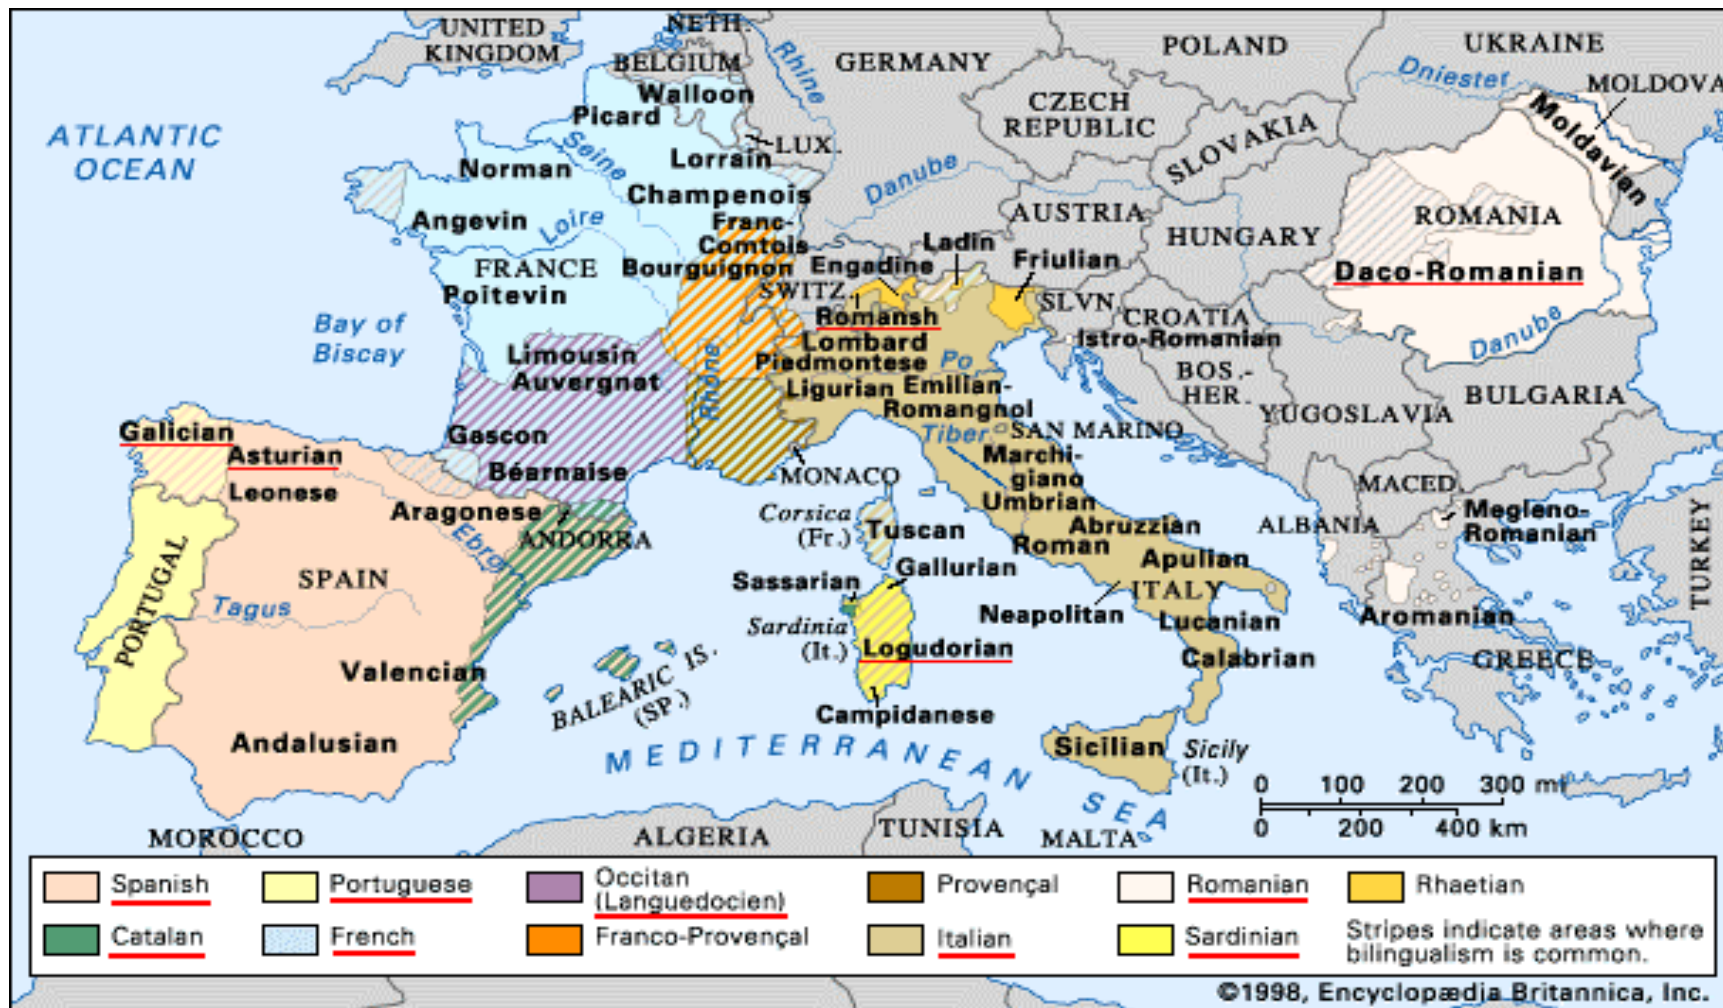 UNITED
KINGDOM
NETH.
BELGIUM
GERMANY
POLAND
UKRAINE
Rhine
Dniester
MOLDOVA
Walloon
Picard
CZECH
REPUBLIC
SLOVAKIA
Moldavian
ATLANTIC
OCEAN
Seine
LUX.
Norman
Lorrain
Champenois
Danube
Angevin
Loire
Franc-
Comtois
AUSTRIA
ROMANIA
HUNGARY
Ladin
Friulian
FRANCE
Bourguignon
Engadine
Daco-Romanian
Poitevin
SWITZ.
SLVN.
Romansh
CROATIA
Istro-Romanian
Danube
Bay of
Biscay
Limousin
Auvergnat
Rhône
Lombard
Piedmontese
Po
Ligurian
Emilian-
Romangnol
BOS.-
HER.
YUGOSLAVIA
BULGARIA
Galician
Asturian
Leonese
Gascon
Béarnaise
Tiber
SAN MARINO
MONACO
Marchi-
giano
Umbrian
MACED.
Aragonese
ANDORRA
Ebro
Corsica
(Fr.)
Tuscan
Abruzzian
Roman
Apulian
ALBANIA
Megleno-
Romanian
TURKEY
PORTUGAL
SPAIN
Tagus
Sassarian
Gallurian
ITALY
Neapolitan
Lucanian
Aromanian
Sardinia
(It.)
Logudorian
Calabrian
GREECE
Valencian
BALEARIC IS.
(SP.)
Campidanese
Andalusian
MEDITERRANEAN SEA
Sicilian
Sicily
(It.)
0 100 200 300 mi
0 200 400 km
MOROCCO
ALGERIA
TUNISIA
MALTA
Spanish
Portuguese
Occitan
(Languedocien)
Provençal
Romanian
Rhaetian
Catalan
French
Franco-Provençal
Italian
Sardinian
Stripes indicate areas where
bilingualism is common.
©1998, Encyclopædia Britannica, Inc.